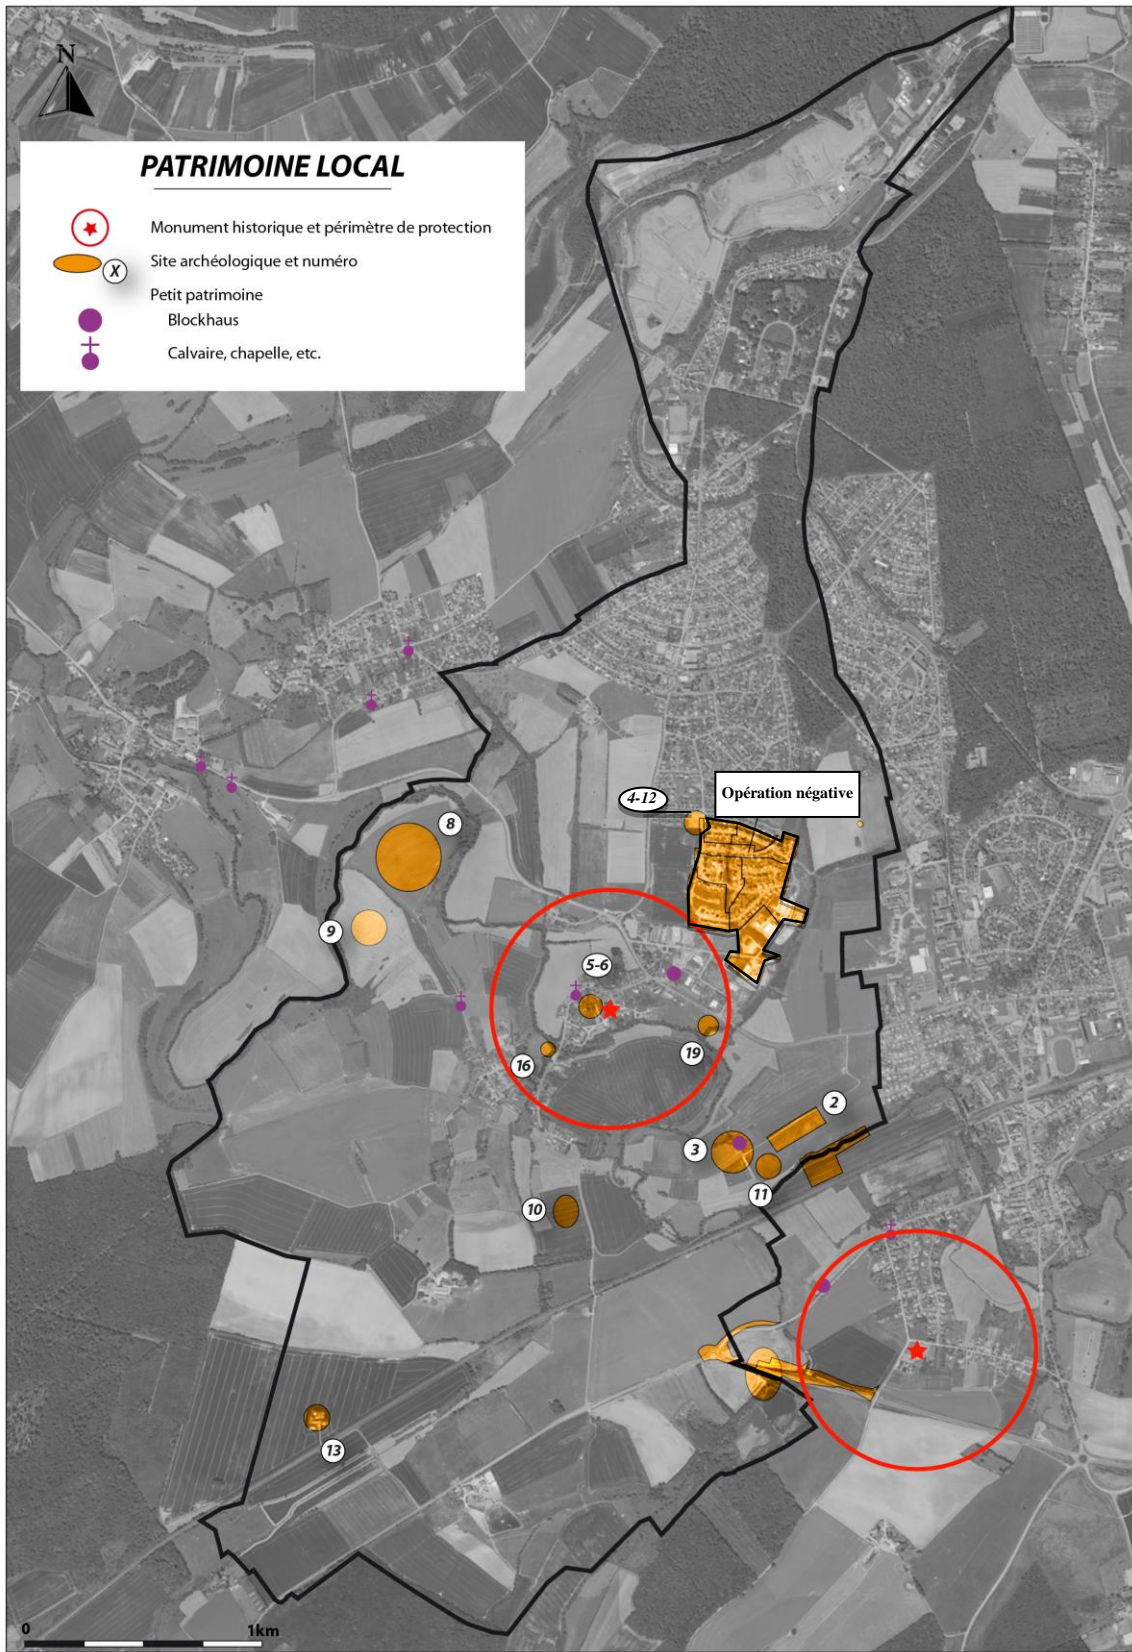 N
PATRIMOINE LOCAL
Monument historique et périmètre de protection
X
Site archéologique et numéro
Petit patrimoine
Blockhaus
Calvaire, chapelle, etc.
4-12
Opération négative
8
9
5-6
16
19
2
3
11
10
13
0
1km